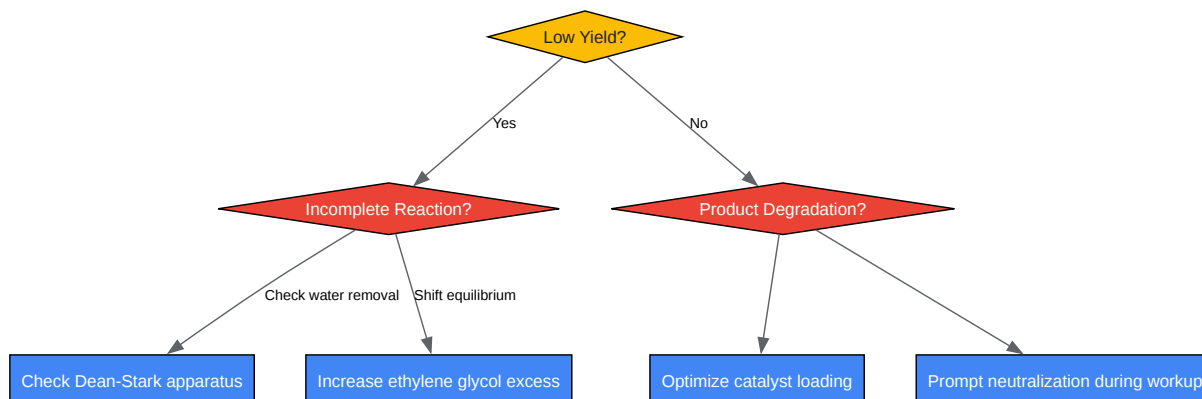 Low Yield?
Yes
No
Incomplete Reaction?
Product Degradation?
Check water removal
Shift equilibrium
Check Dean-Stark apparatus
Increase ethylene glycol excess
Optimize catalyst loading
Prompt neutralization during workup